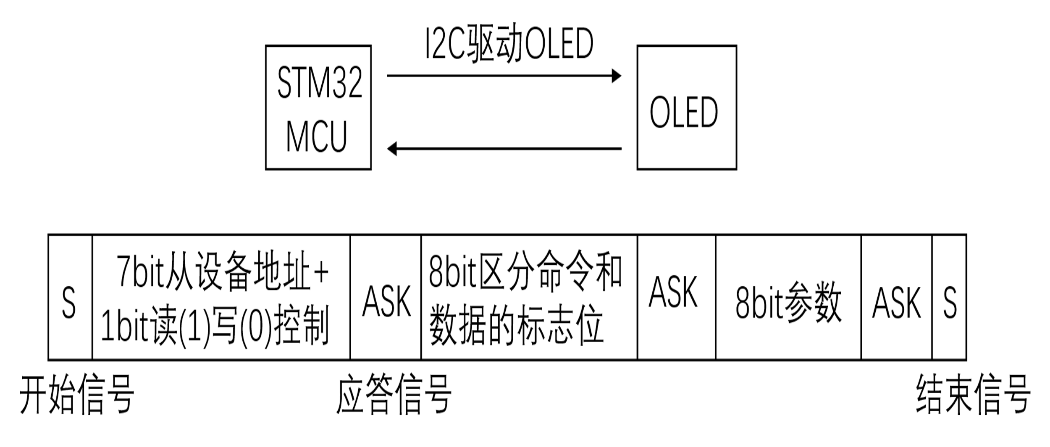 I2C驱动OLED
STM32
MCU
OLED
S
7bit从设备地址+
1bit读(1)写(0)控制
ASK
8bit区分命令和
数据的标志位
ASK
8bit参数
ASK
S
开始信号
应答信号
结束信号